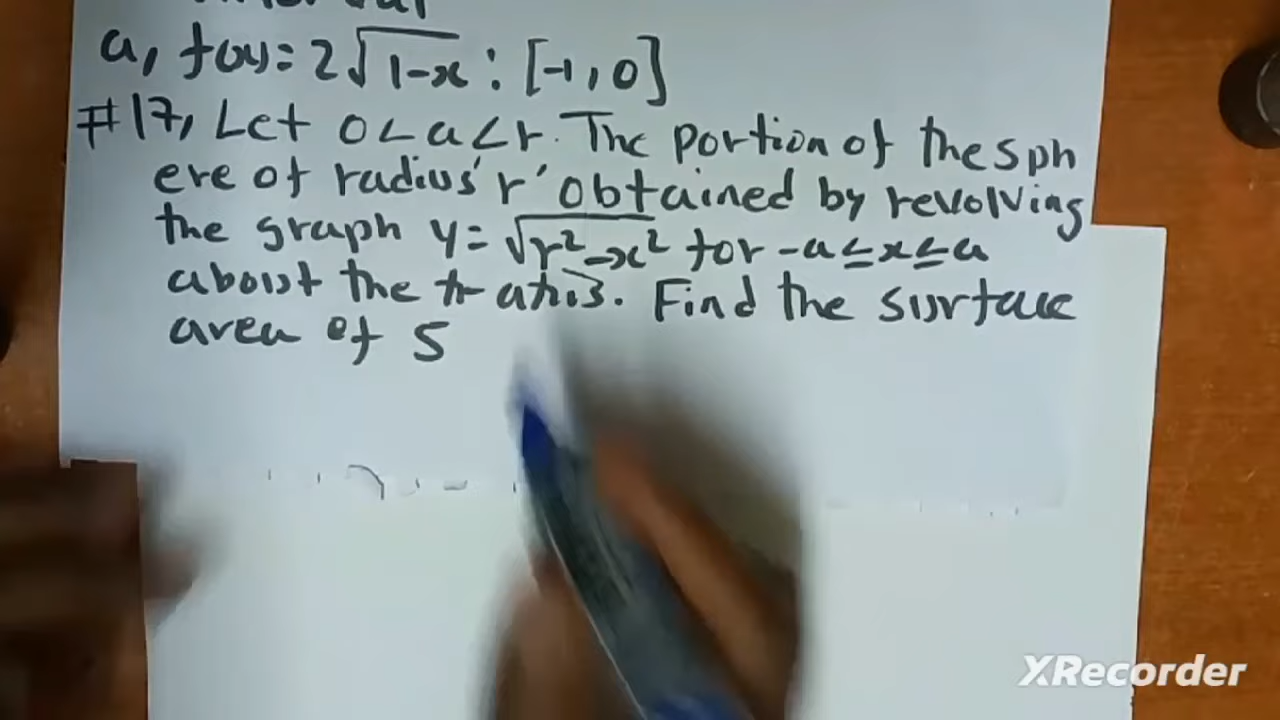 a, f(x)= 2√1-x : [-1, 0]
#17, Let 0<a<r. The portion of the sph
ere of radius 'r' obtained by revolving
the graph y= √r²-x² for -a≤x≤a
about the x-axis. Find the surface
area of S
XRecorder